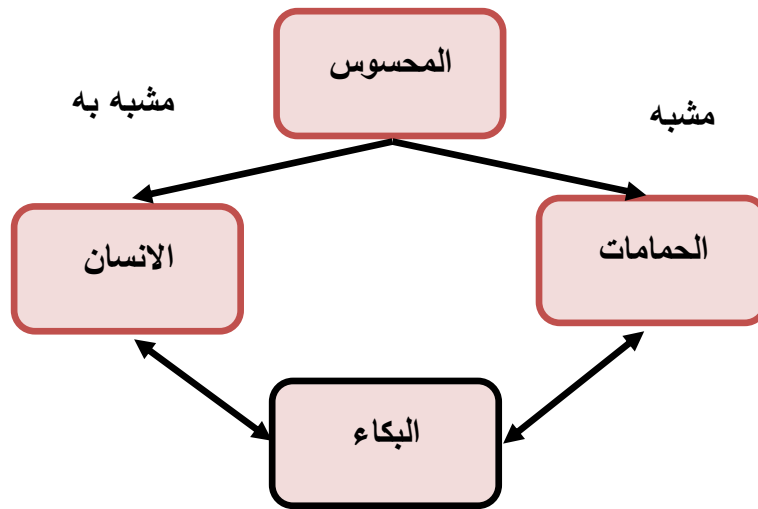 المحسوس
مشبه
مشبه به
الحمامات
الانسان
البكاء